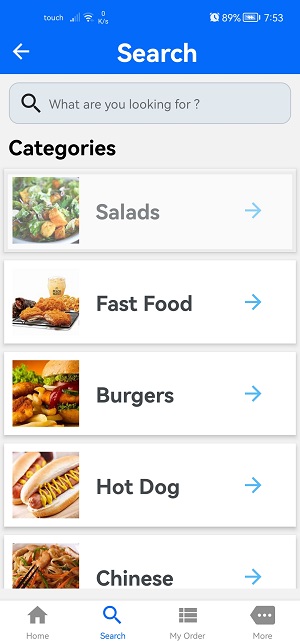 touch 0 K/s 89% 7:53
Search
What are you looking for ?
Categories
Salads
Fast Food
Burgers
Hot Dog
Chinese
Home Search My Order More